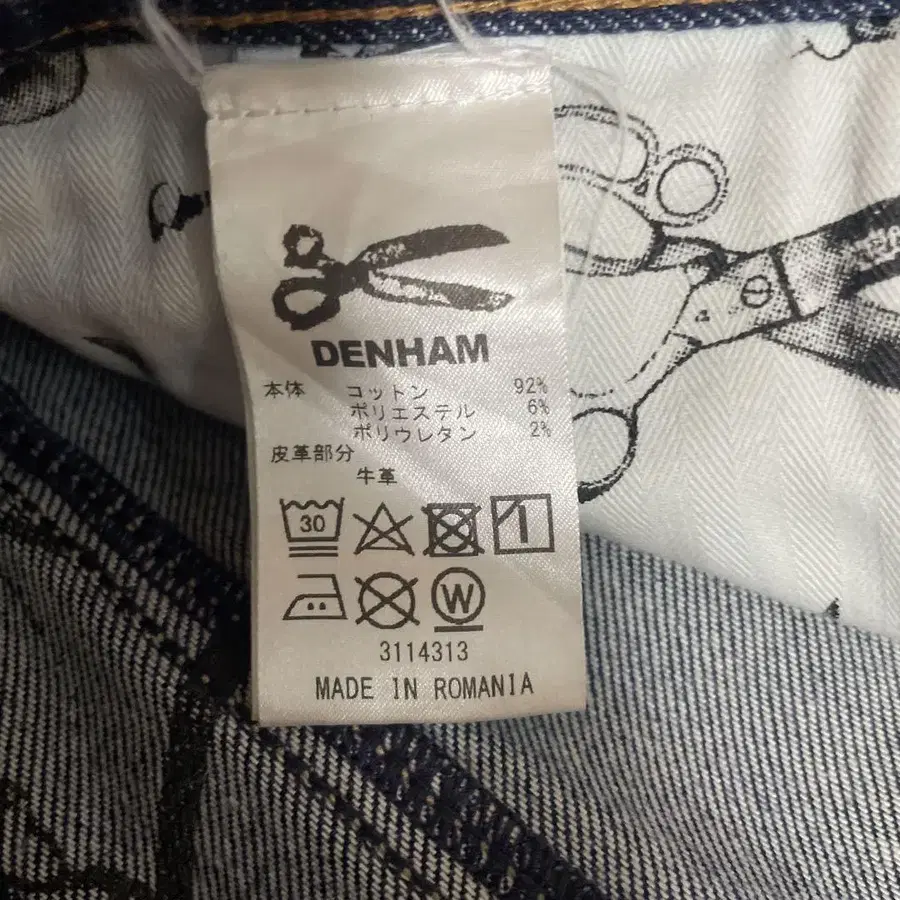 DENHAM
本体 コットン 92%
ポリエステル 6%
ポリウレタン 2%
皮革部分
牛革
30
W
3114313
MADE IN ROMANIA